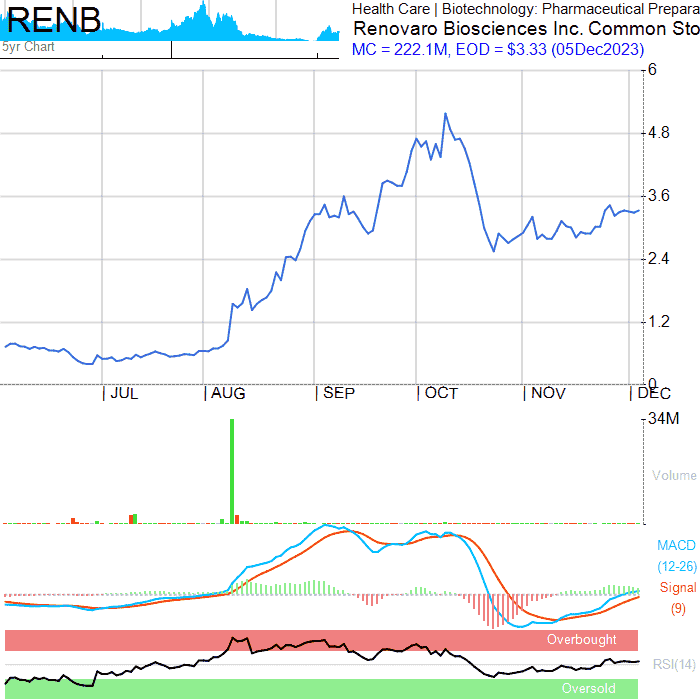 RENB
5yr Chart
Health Care | Biotechnology: Pharmaceutical Prepara
Renovaro Biosciences Inc. Common Sto
MC = 222.1M, EOD = $3.33 (05Dec2023)
6
4.8
3.6
2.4
1.2
0
| JUL | AUG | SEP | OCT | NOV | DEC
34M
Volume
MACD
(12-26)
Signal
(9)
Overbought
RSI(14)
Oversold